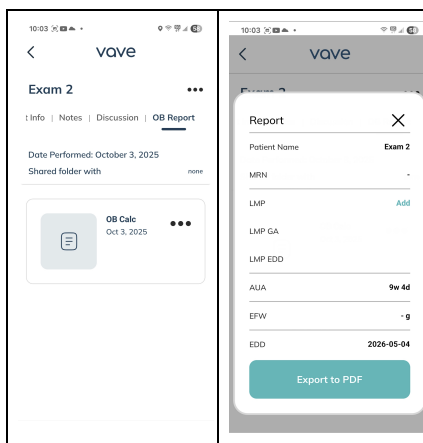 10:03
vave
Exam 2
t Info | Notes | Discussion | OB Report
Date Performed: October 3, 2025
Shared folder with none
OB Calc
Oct 3, 2025
10:03
vave
Report
Patient Name Exam 2
MRN -
LMP Add
LMP GA
LMP EDD
AUA 9w 4d
EFW - g
EDD 2026-05-04
Export to PDF